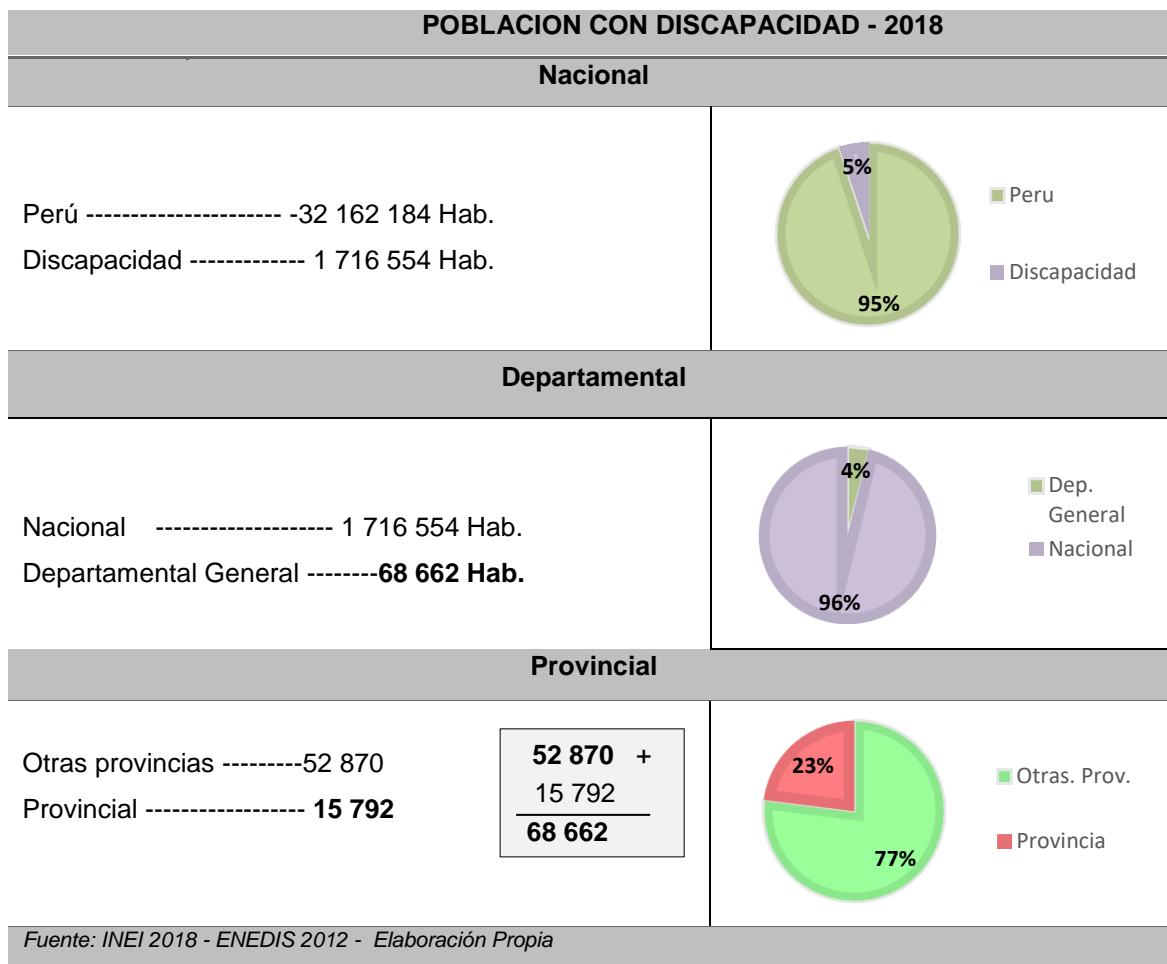 POBLACION CON DISCAPACIDAD - 2018
Nacional
Perú ---------------------- -32 162 184 Hab.
Discapacidad ------------- 1 716 554 Hab.
5%
95%
Peru
Discapacidad
Departamental
Nacional -------------------- 1 716 554 Hab.
Departamental General --------68 662 Hab.
4%
96%
Dep.
General
Nacional
Provincial
Otras provincias ---------52 870
Provincial ------------------ 15 792
52 870 +
15 792
68 662
23%
77%
Otras. Prov.
Provincia
Fuente: INEI 2018 - ENEDIS 2012 - Elaboración Propia